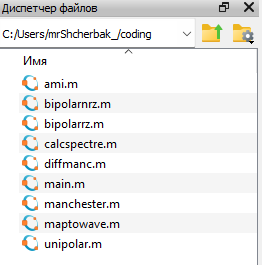 Диспетчер файлов
C:/Users/mrShcherbak_/coding
Имя
ami.m
bipolarnrz.m
bipolarrz.m
calcspectre.m
diffmanc.m
main.m
manchester.m
maptowave.m
unipolar.m